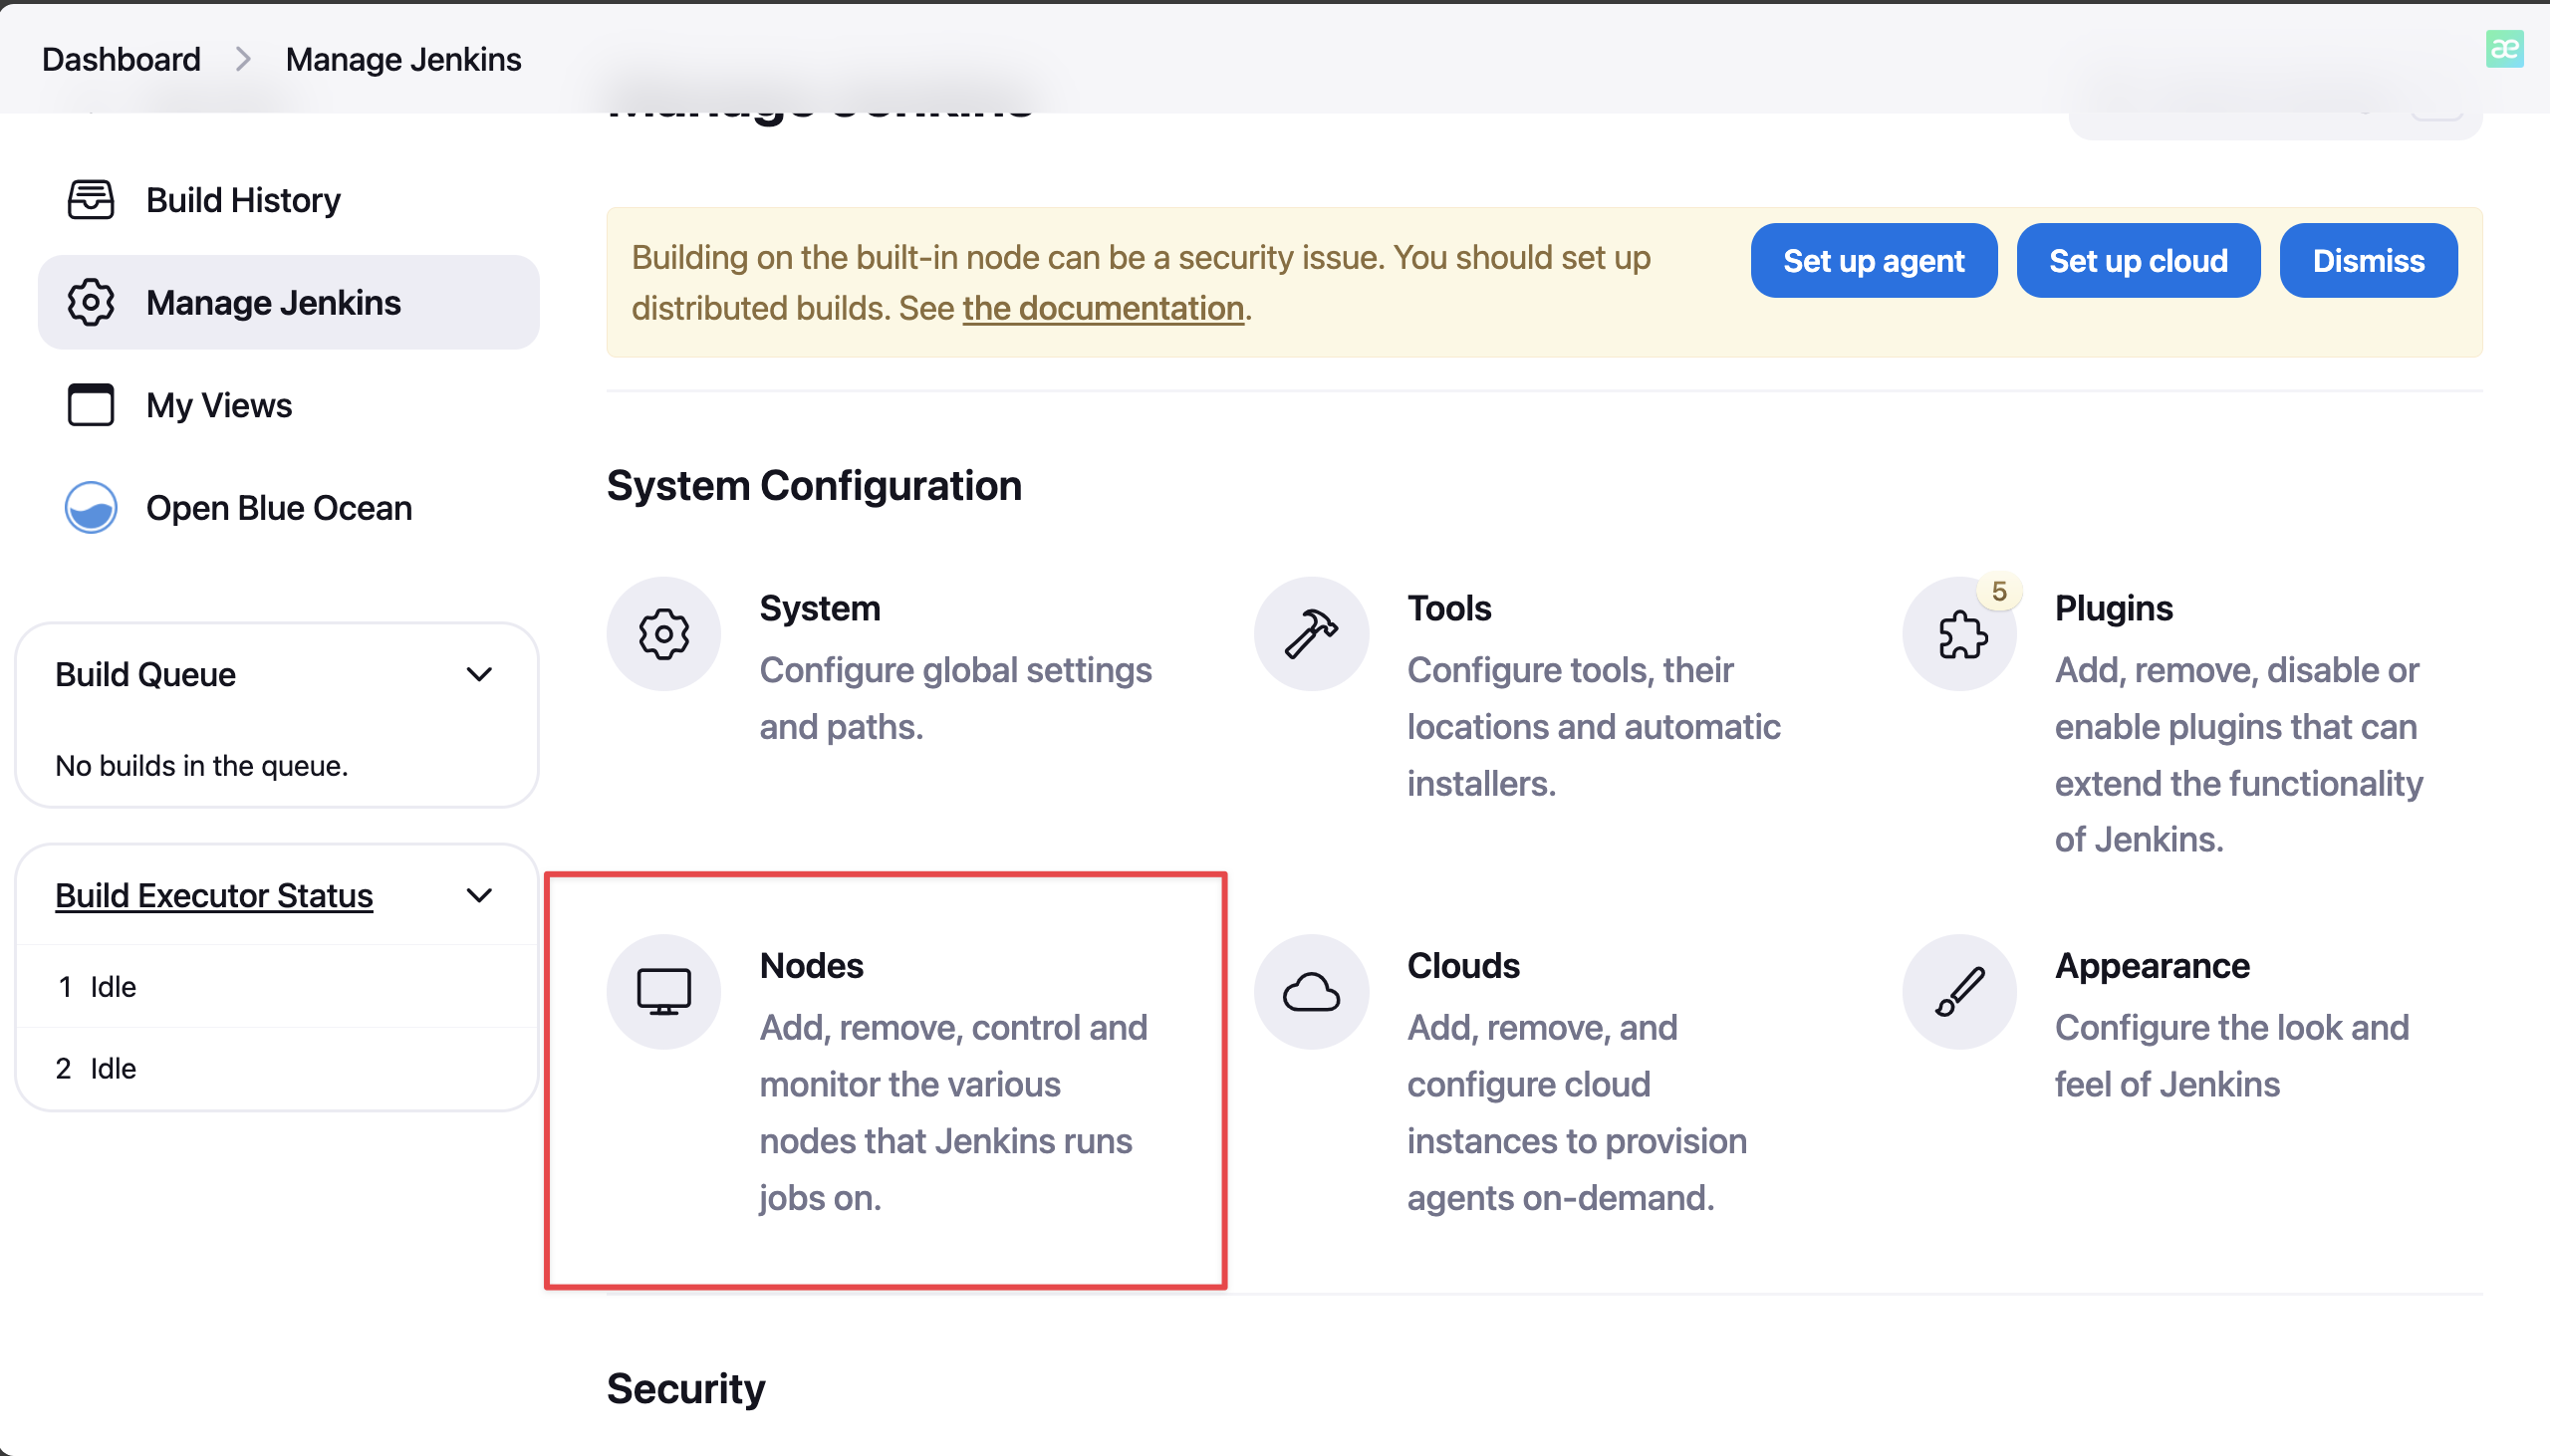 Dashboard > Manage Jenkins
æ
Manage Jenkins
Build History
Manage Jenkins
My Views
Open Blue Ocean
Build Queue
No builds in the queue.
Build Executor Status
1 Idle
2 Idle
Building on the built-in node can be a security issue. You should set up
distributed builds. See the documentation.
Set up agent
Set up cloud
Dismiss
System Configuration
System
Configure global settings
and paths.
Tools
Configure tools, their
locations and automatic
installers.
5
Plugins
Add, remove, disable or
enable plugins that can
extend the functionality
of Jenkins.
Nodes
Add, remove, control and
monitor the various
nodes that Jenkins runs
jobs on.
Clouds
Add, remove, and
configure cloud
instances to provision
agents on-demand.
Appearance
Configure the look and
feel of Jenkins
Security